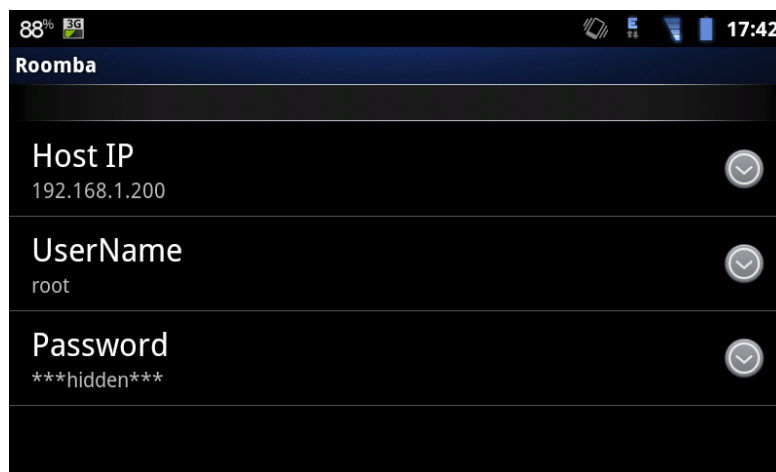 88% 3G E 17:42
Roomba
Host IP
192.168.1.200
UserName
root
Password
***hidden***